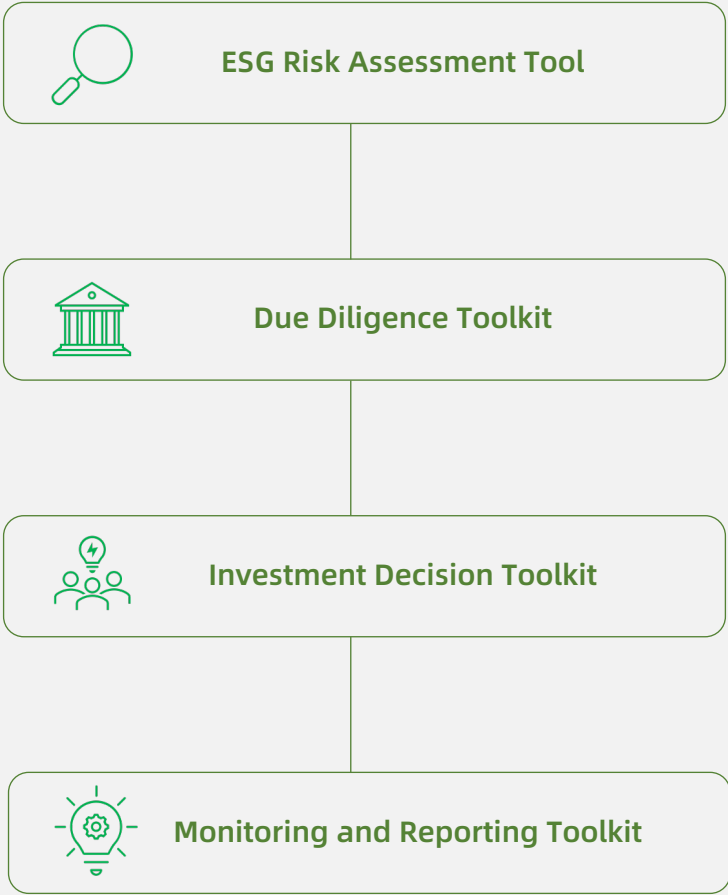 ESG Risk Assessment Tool
Due Diligence Toolkit
Investment Decision Toolkit
Monitoring and Reporting Toolkit